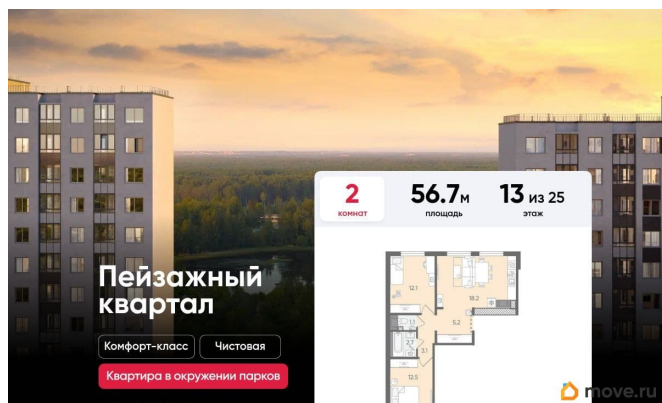 2
комнат
56.7м
площадь
13 из 25
этаж
Пейзажный
квартал
Комфорт-класс
Чистовая
Квартира в окружении парков
12.1
18.2
1.1
5.2
2.7
3.1
12.5
move.ru